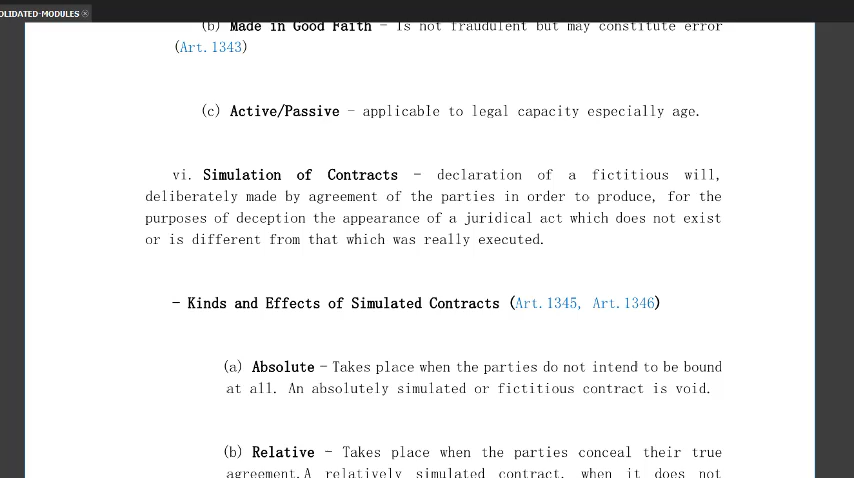 OLIDATED-MODULES
(b) Made in Good Faith - Is not fraudulent but may constitute error
(Art.1343)
(c) Active/Passive - applicable to legal capacity especially age.
vi. Simulation of Contracts - declaration of a fictitious will,
deliberately made by agreement of the parties in order to produce, for the
purposes of deception the appearance of a juridical act which does not exist
or is different from that which was really executed.
- Kinds and Effects of Simulated Contracts (Art.1345, Art.1346)
(a) Absolute - Takes place when the parties do not intend to be bound
at all. An absolutely simulated or fictitious contract is void.
(b) Relative - Takes place when the parties conceal their true
agreement.A relatively simulated contract, when it does not